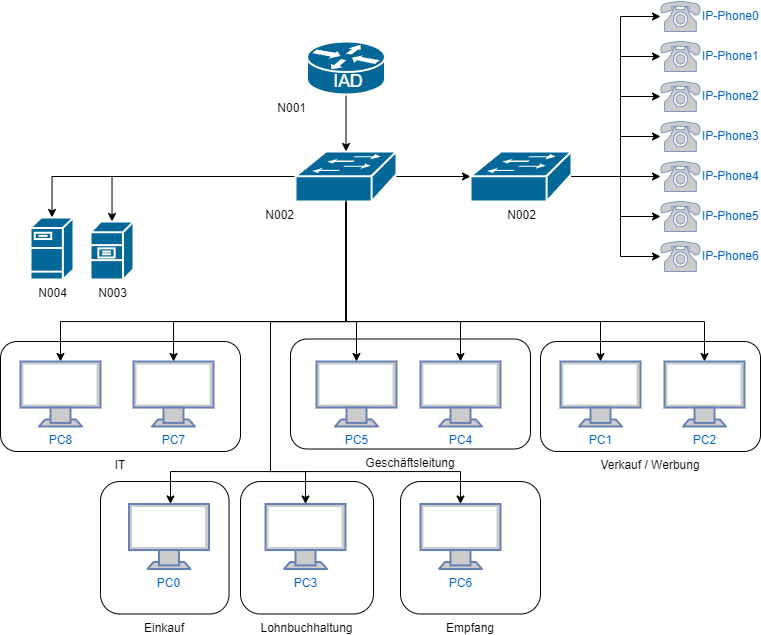 IP-Phone0
IP-Phone1
IAD
N001
IP-Phone2
IP-Phone3
IP-Phone4
N002
N002
IP-Phone5
IP-Phone6
N004
N003
PC8
PC7
PC5
PC4
PC1
PC2
IT
Geschäftsleitung
Verkauf / Werbung
PC0
PC3
PC6
Einkauf
Lohnbuchhaltung
Empfang